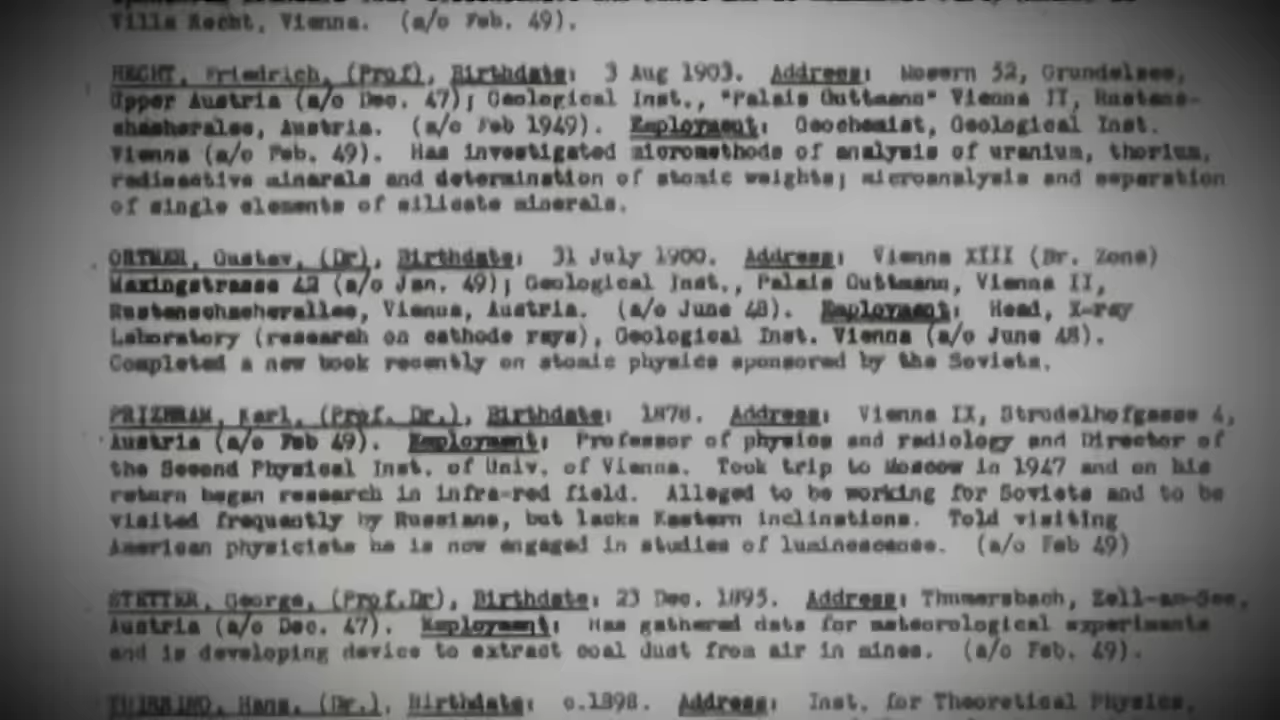 Villa Hecht, Vienna. (a/o Feb. 49).
HECHT, Friedrich, (Prof), Birthdate: 3 Aug 1903. Address: Mosern 52, Grundelsee,
Upper Austria (a/o Dec. 47); Geological Inst., "Palais Guttmann" Vienna II, Rustens-
chacherallee, Austria. (a/o Feb 1949). Employment: Geochemist, Geological Inst.
Vienna (a/o Feb. 49). Has investigated micromethods of analysis of uranium, thorium,
radioactive minerals and determination of atomic weights; microanalysis and separation
of single elements of silicate minerals.
ORTNER, Gustav, (Dr), Birthdate: 31 July 1900. Address: Vienna XIII (Br. Zone)
Maxingstrasse 42 (a/o Jan. 49); Geological Inst., Palais Guttmann, Vienna II,
Rustenschacherallee, Vienna, Austria. (a/o June 48). Employment: Head, X-ray
Laboratory (research on cathode rays), Geological Inst. Vienna (a/o June 48).
Completed a new book recently on atomic physics sponsored by the Soviets.
PRIZBRAM, Karl, (Prof. Dr.), Birthdate: 1878. Address: Vienna IX, Strudelhofgasse 4,
Austria (a/o Feb 49). Employment: Professor of physics and radiology and Director of
the Second Physical Inst. of Univ. of Vienna. Took trip to Moscow in 1947 and on his
return began research in infra-red field. Alleged to be working for Soviets and to be
visited frequently by Russians, but lacks Eastern inclinations. Told visiting
American physicists he is now engaged in studies of luminescence. (a/o Feb 49)
STETTER, George, (Prof.Dr), Birthdate: 23 Dec. 1895. Address: Thumersbach, Zell-am-See,
Austria (a/o Dec. 47). Employment: Has gathered data for meteorological experiments
and is developing device to extract coal dust from air in mines. (a/o Feb. 49).
THIRRING, Hans, (Dr.), Birthdate: c.1898. Address: Inst. for Theoretical Physics,